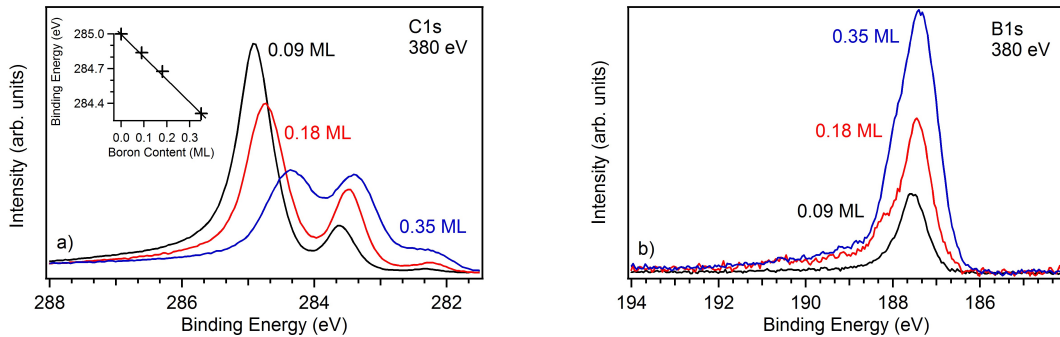 C1s
380 eV
0.09 ML
0.18 ML
0.35 ML
a)
Intensity (arb. units)
288
286
284
282
Binding Energy (eV)
285.0
284.7
284.4
Binding Energy (eV)
0.0 0.1 0.2 0.3
Boron Content (ML)
B1s
380 eV
0.35 ML
0.18 ML
0.09 ML
b)
Intensity (arb. units)
194
192
190
188
186
Binding Energy (eV)